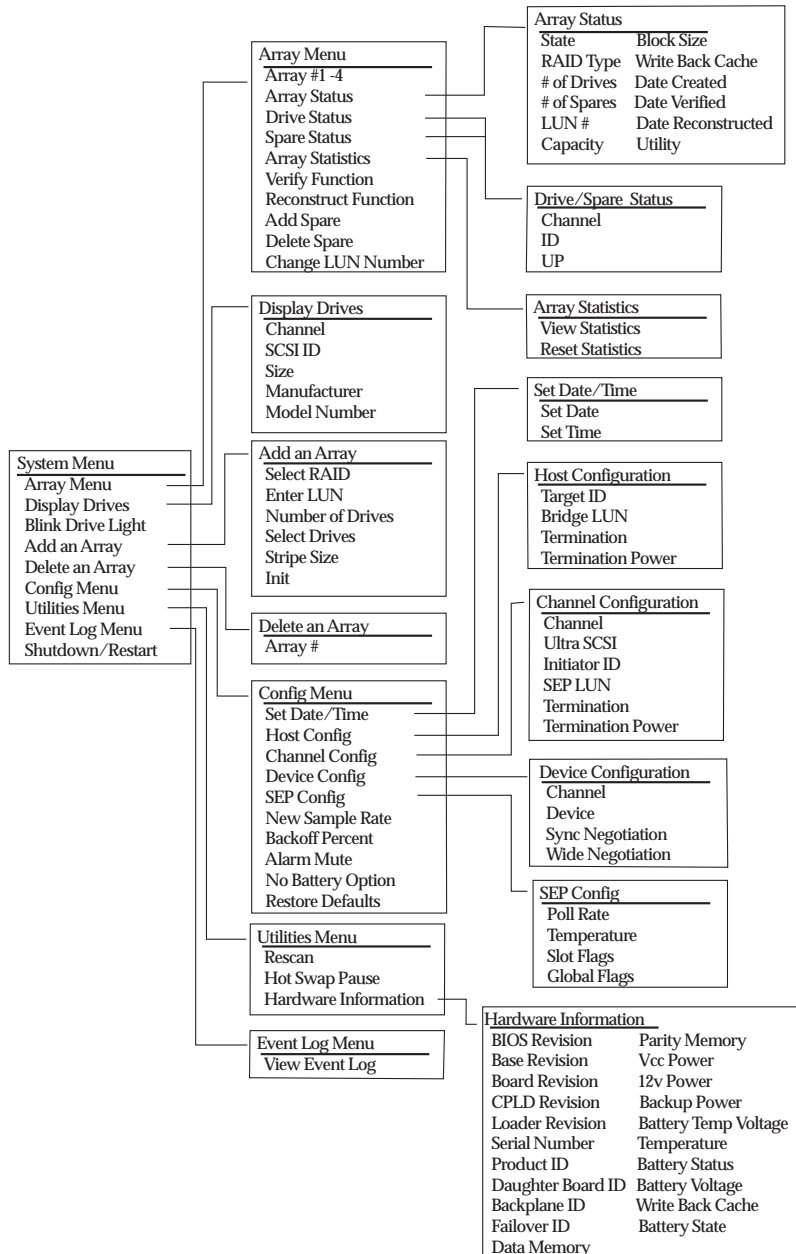 System Menu
Array Menu
Display Drives
Blink Drive Light
Add an Array
Delete an Array
Config Menu
Utilities Menu
Event Log Menu
Shutdown/Restart
Array Menu
Array #1 -4
Array Status
Drive Status
Spare Status
Array Statistics
Verify Function
Reconstruct Function
Add Spare
Delete Spare
Change LUN Number
Display Drives
Channel
SCSI ID
Size
Manufacturer
Model Number
Add an Array
Select RAID
Enter LUN
Number of Drives
Select Drives
Stripe Size
Init
Delete an Array
Array #
Config Menu
Set Date/Time
Host Config
Channel Config
Device Config
SEP Config
New Sample Rate
Backoff Percent
Alarm Mute
No Battery Option
Restore Defaults
Utilities Menu
Rescan
Hot Swap Pause
Hardware Information
Event Log Menu
View Event Log
Array Status
State Block Size
RAID Type Write Back Cache
# of Drives Date Created
# of Spares Date Verified
LUN # Date Reconstructed
Capacity Utility
Drive/Spare Status
Channel
ID
UP
Array Statistics
View Statistics
Reset Statistics
Set Date/Time
Set Date
Set Time
Host Configuration
Target ID
Bridge LUN
Termination
Termination Power
Channel Configuration
Channel
Ultra SCSI
Initiator ID
SEP LUN
Termination
Termination Power
Device Configuration
Channel
Device
Sync Negotiation
Wide Negotiation
SEP Config
Poll Rate
Temperature
Slot Flags
Global Flags
Hardware Information
BIOS Revision Parity Memory
Base Revision Vcc Power
Board Revision 12v Power
CPLD Revision Backup Power
Loader Revision Battery Temp Voltage
Serial Number Temperature
Product ID Battery Status
Daughter Board ID Battery Voltage
Backplane ID Write Back Cache
Failover ID Battery State
Data Memory